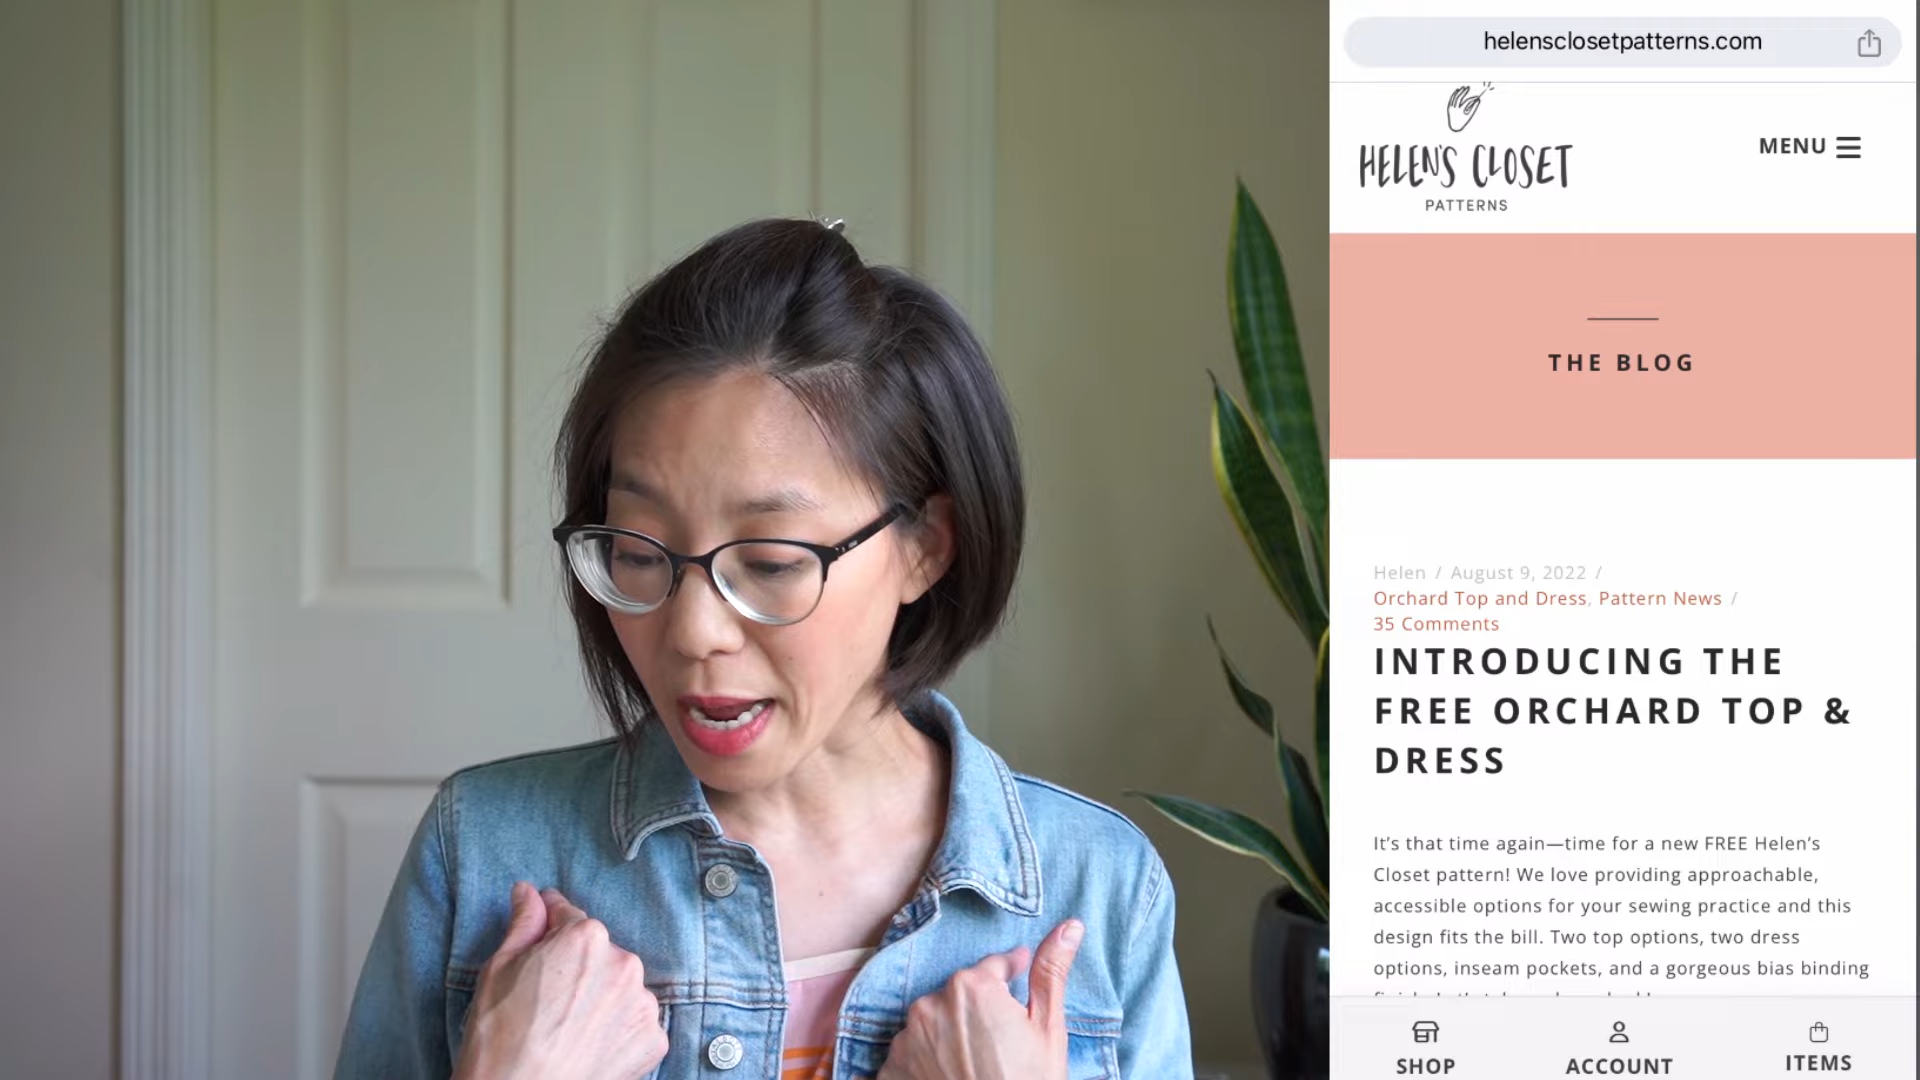 helensclosetpatterns.com
HELEN'S CLOSET
PATTERNS
MENU
THE BLOG
Helen / August 9, 2022 /
Orchard Top and Dress, Pattern News /
35 Comments
INTRODUCING THE
FREE ORCHARD TOP &
DRESS
It's that time again—time for a new FREE Helen's
Closet pattern! We love providing approachable,
accessible options for your sewing practice and this
design fits the bill. Two top options, two dress
options, inseam pockets, and a gorgeous bias binding
SHOP
ACCOUNT
ITEMS